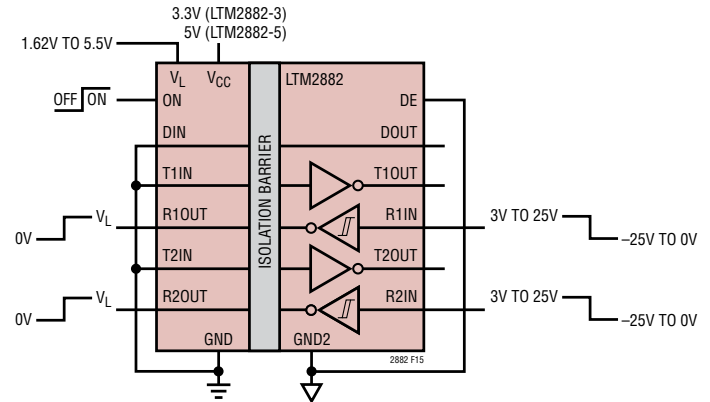 3.3V (LTM2882-3)
5V (LTM2882-5)
1.62V TO 5.5V
VL VCC LTM2882
OFF ON ON DE
DIN DOUT
T1IN T1OUT
0V VL R1OUT R1IN 3V TO 25V –25V TO 0V
T2IN T2OUT
0V VL R2OUT R2IN 3V TO 25V –25V TO 0V
ISOLATION BARRIER
GND GND2
2882 F15